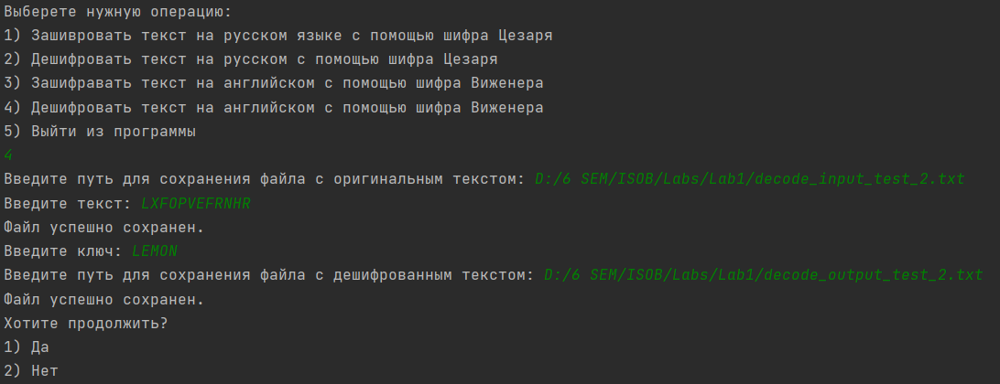 Выберете нужную операцию:
1) Зашивровать текст на русском языке с помощью шифра Цезаря
2) Дешифровать текст на русском с помощью шифра Цезаря
3) Зашифравать текст на английском с помощью шифра Виженера
4) Дешифровать текст на английском с помощью шифра Виженера
5) Выйти из программы
4
Введите путь для сохранения файла с оригинальным текстом: D:/6 SEM/ISOB/Labs/Lab1/decode_input_test_2.txt
Введите текст: LXFOPVEFRNHR
Файл успешно сохранен.
Введите ключ: LEMON
Введите путь для сохранения файла с дешифрованным текстом: D:/6 SEM/ISOB/Labs/Lab1/decode_output_test_2.txt
Файл успешно сохранен.
Хотите продолжить?
1) Да
2) Нет